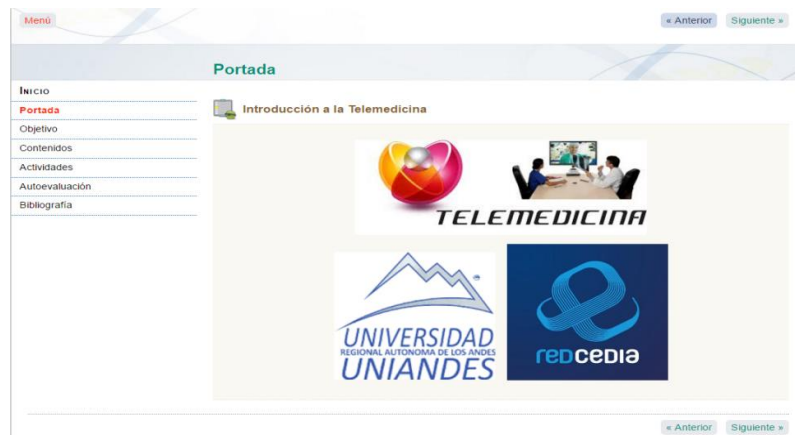 Menú
« Anterior Siguiente »
Portada
INICIO
Portada
Objetivo
Contenidos
Actividades
Autoevaluación
Bibliografía
Introducción a la Telemedicina
TELEMEDICINA
UNIVERSIDAD
REGIONAL AUTONOMA DE LOS ANDES
UNIANDES
redcedia
« Anterior Siguiente »